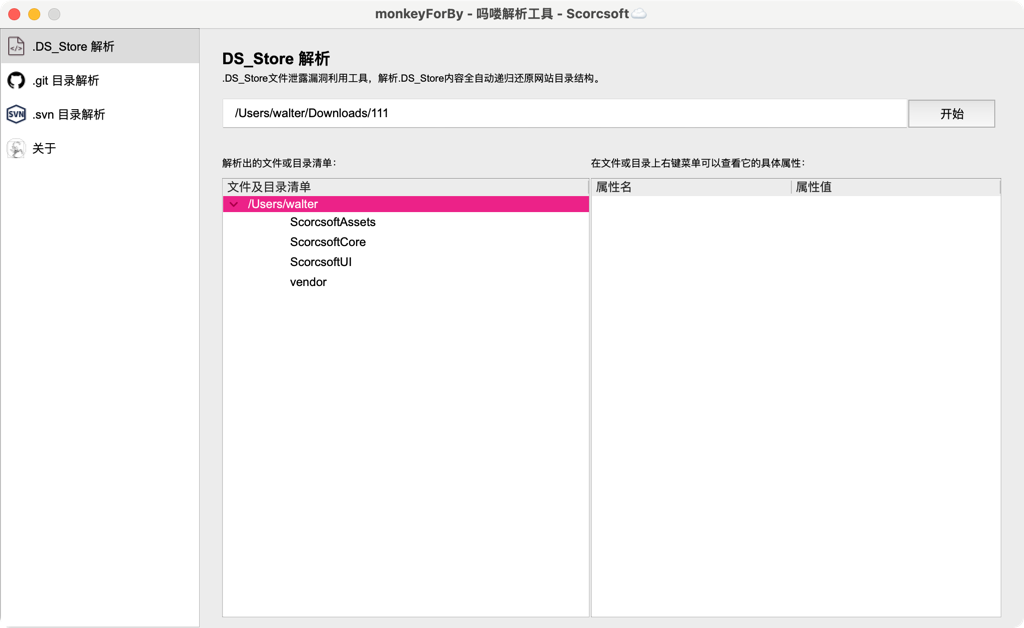 monkeyForBy - 吗喽解析工具 - Scorcsoft
.DS_Store 解析
.git 目录解析
SVN .svn 目录解析
关于
DS_Store 解析
.DS_Store文件泄露漏洞利用工具，解析.DS_Store内容全自动递归还原网站目录结构。
/Users/walter/Downloads/111 开始
解析出的文件或目录清单： 在文件或目录上右键菜单可以查看它的具体属性：
文件及目录清单 属性名 属性值
/Users/walter
ScorcsoftAssets
ScorcsoftCore
ScorcsoftUI
vendor